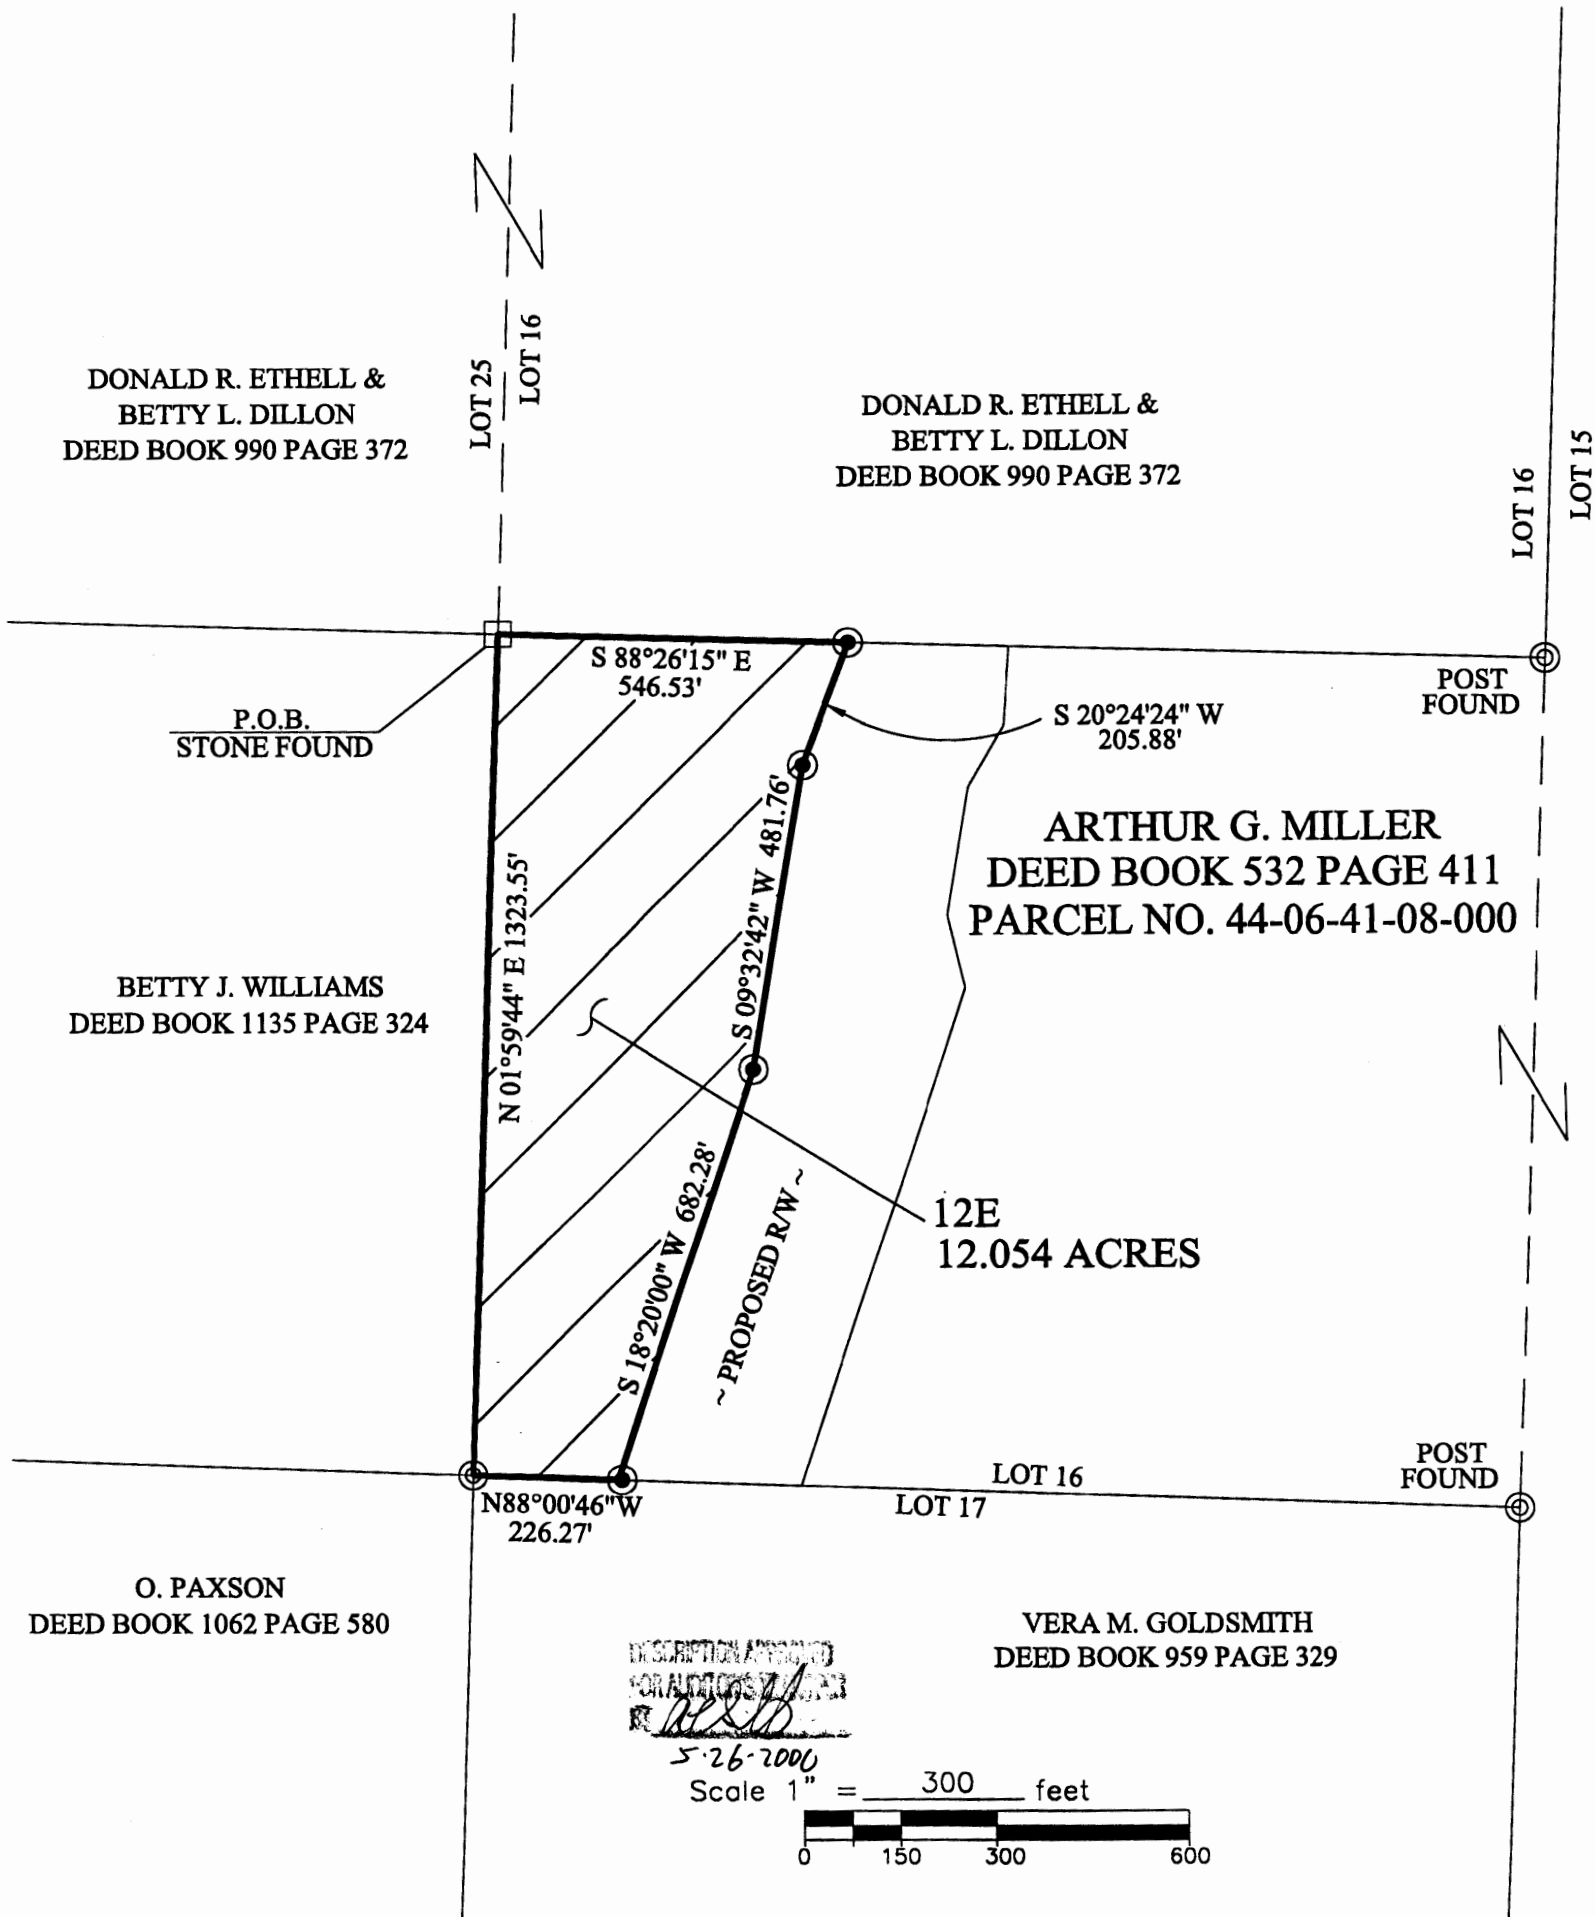 LOT 25
LOT 16
DONALD R. ETHELL &
BETTY L. DILLON
DEED BOOK 990 PAGE 372
DONALD R. ETHELL &
BETTY L. DILLON
DEED BOOK 990 PAGE 372
LOT 16
LOT 15
S 88°26'15" E
546.53'
POST
FOUND
P.O.B.
STONE FOUND
S 20°24'24" W
205.88'
ARTHUR G. MILLER
DEED BOOK 532 PAGE 411
PARCEL NO. 44-06-41-08-000
S 09°32'42" W 481.76'
N 01°59'44" E 1323.55'
BETTY J. WILLIAMS
DEED BOOK 1135 PAGE 324
S 18°20'00" W 682.28'
~ PROPOSED R/W ~
12E
12.054 ACRES
POST
FOUND
LOT 16
LOT 17
N88°00'46"W
226.27'
O. PAXSON
DEED BOOK 1062 PAGE 580
VERA M. GOLDSMITH
DEED BOOK 959 PAGE 329
DESCRIPTION APPROVED
FOR AUDITORS TRANSFER
BY
5-26-2000
Scale 1" = 300 feet
0 150 300 600